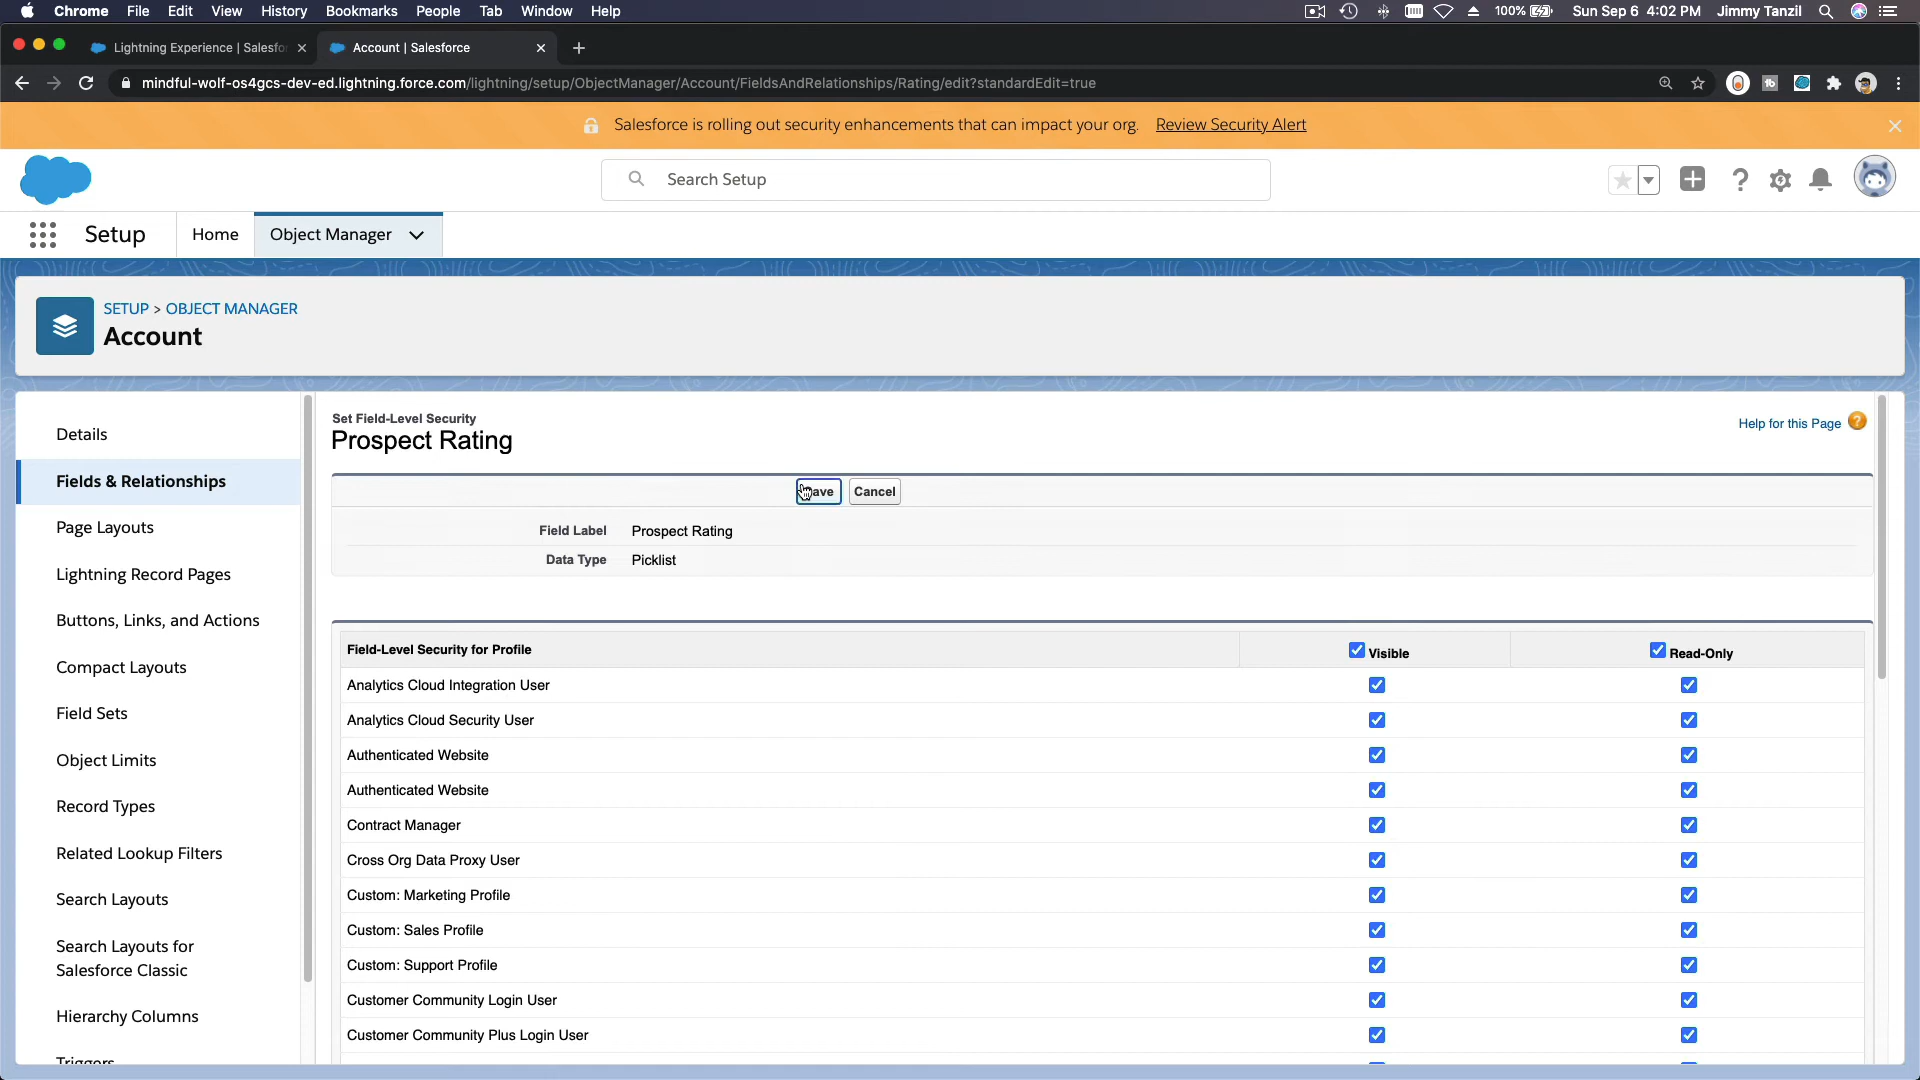 Chrome File Edit View History Bookmarks People Tab Window Help 100% Sun Sep 6 4:02 PM Jimmy Tanzil
Lightning Experience | Salesfor Account | Salesforce
mindful-wolf-os4gcs-dev-ed.lightning.force.com/lightning/setup/ObjectManager/Account/FieldsAndRelationships/Rating/edit?standardEdit=true
Salesforce is rolling out security enhancements that can impact your org. Review Security Alert
Search Setup
Setup Home Object Manager
SETUP > OBJECT MANAGER
Account
Details
Fields & Relationships
Page Layouts
Lightning Record Pages
Buttons, Links, and Actions
Compact Layouts
Field Sets
Object Limits
Record Types
Related Lookup Filters
Search Layouts
Search Layouts for
Salesforce Classic
Hierarchy Columns
Triggers
Set Field-Level Security
Prospect Rating
Help for this Page
Cancel
Field Label Prospect Rating
Data Type Picklist
Field-Level Security for Profile Visible Read-Only
Analytics Cloud Integration User
Analytics Cloud Security User
Authenticated Website
Authenticated Website
Contract Manager
Cross Org Data Proxy User
Custom: Marketing Profile
Custom: Sales Profile
Custom: Support Profile
Customer Community Login User
Customer Community Plus Login User